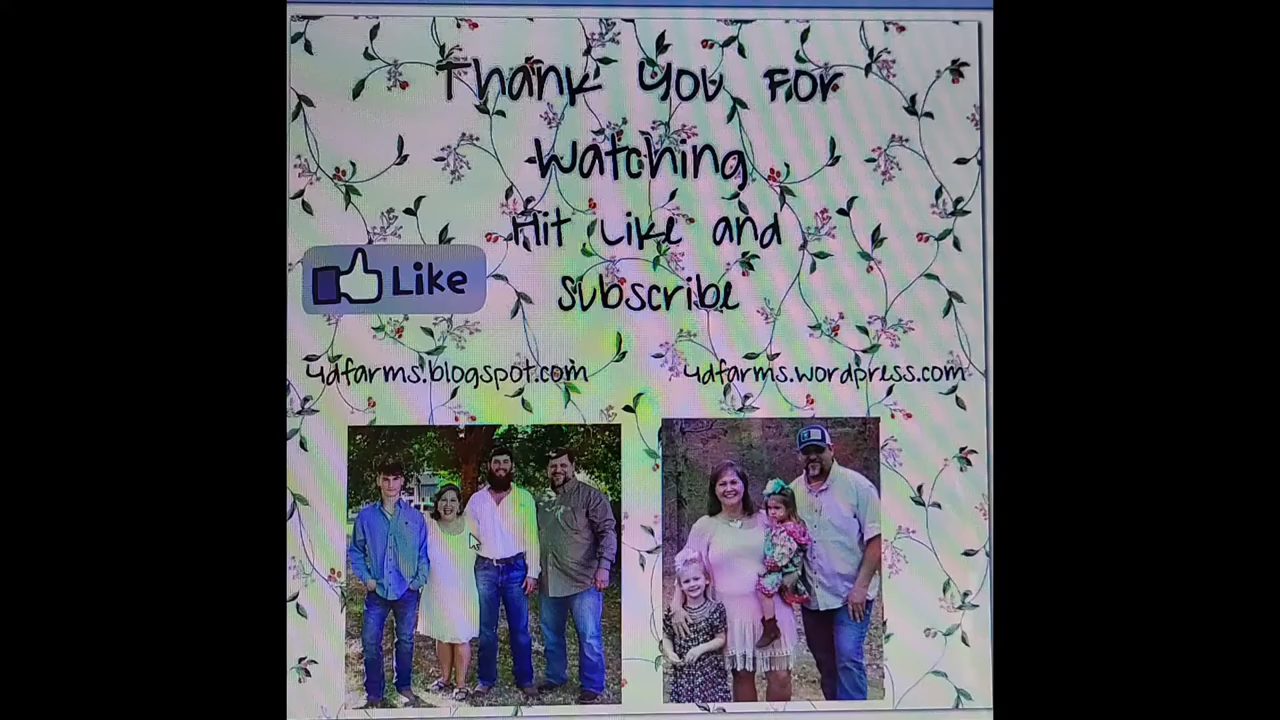 Thank You For
Watching
Hit Like and
Subscribe
Like
4dfarms.blogspot.com
4dfarms.wordpress.com